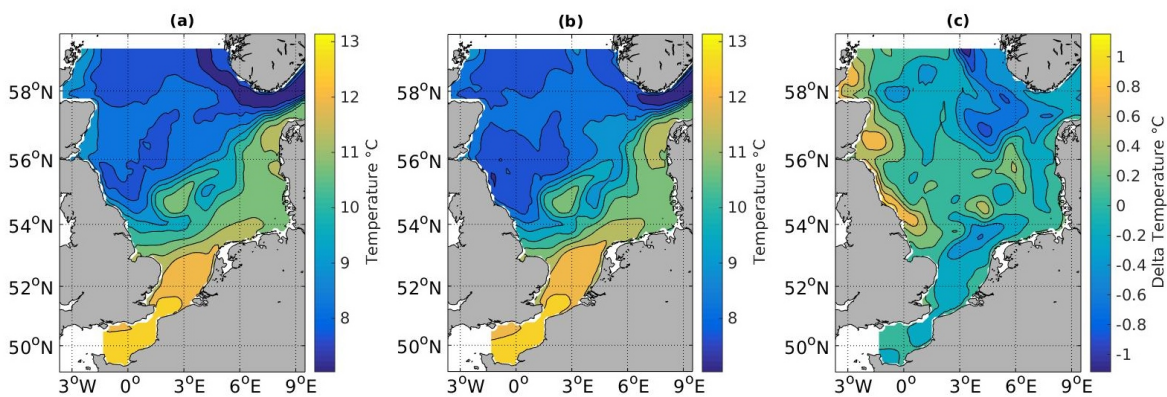 (a) (b) (c)
58°N 56°N 54°N 52°N 50°N
3°W 0° 3°E 6°E 9°E
13 12 11 10 9 8
Temperature °C
58°N 56°N 54°N 52°N 50°N
3°W 0° 3°E 6°E 9°E
13 12 11 10 9 8
Temperature °C
58°N 56°N 54°N 52°N 50°N
3°W 0° 3°E 6°E 9°E
1 0.8 0.6 0.4 0.2 0 -0.2 -0.4 -0.6 -0.8 -1
Delta Temperature °C